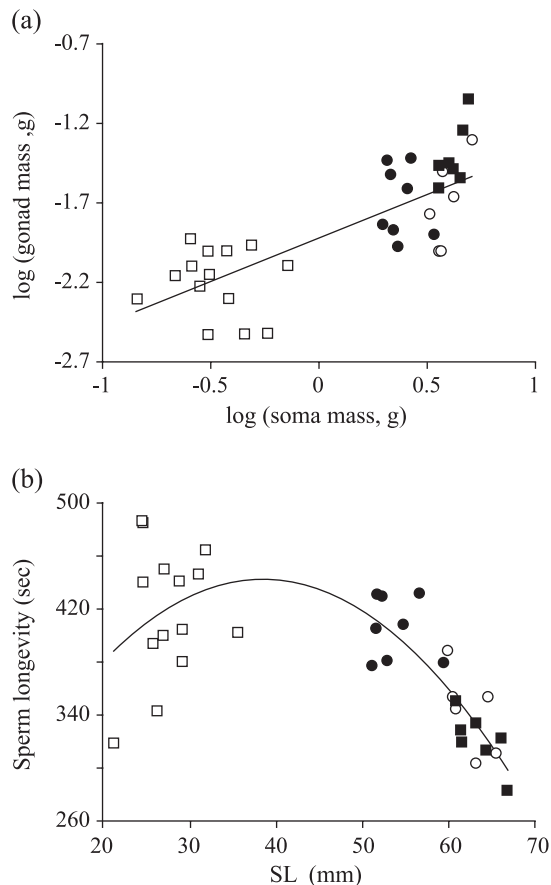 (a)
-0.7
-1.2
-1.7
-2.2
-2.7
log (gonad mass ,g)
-1 -0.5 0 0.5 1
log (soma mass, g)
(b)
500
420
340
260
Sperm longevity (sec)
20 30 40 50 60 70
SL (mm)